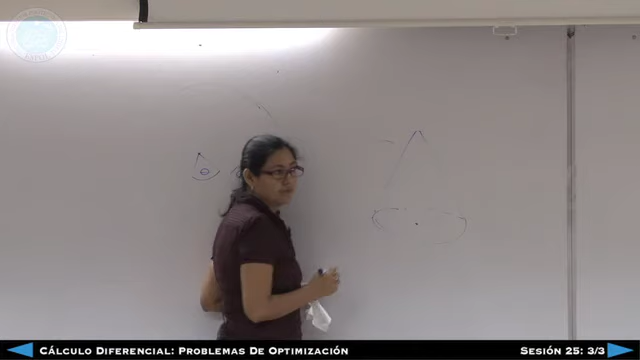 Cálculo Diferencial: Problemas De Optimización
Sesión 25: 3/3